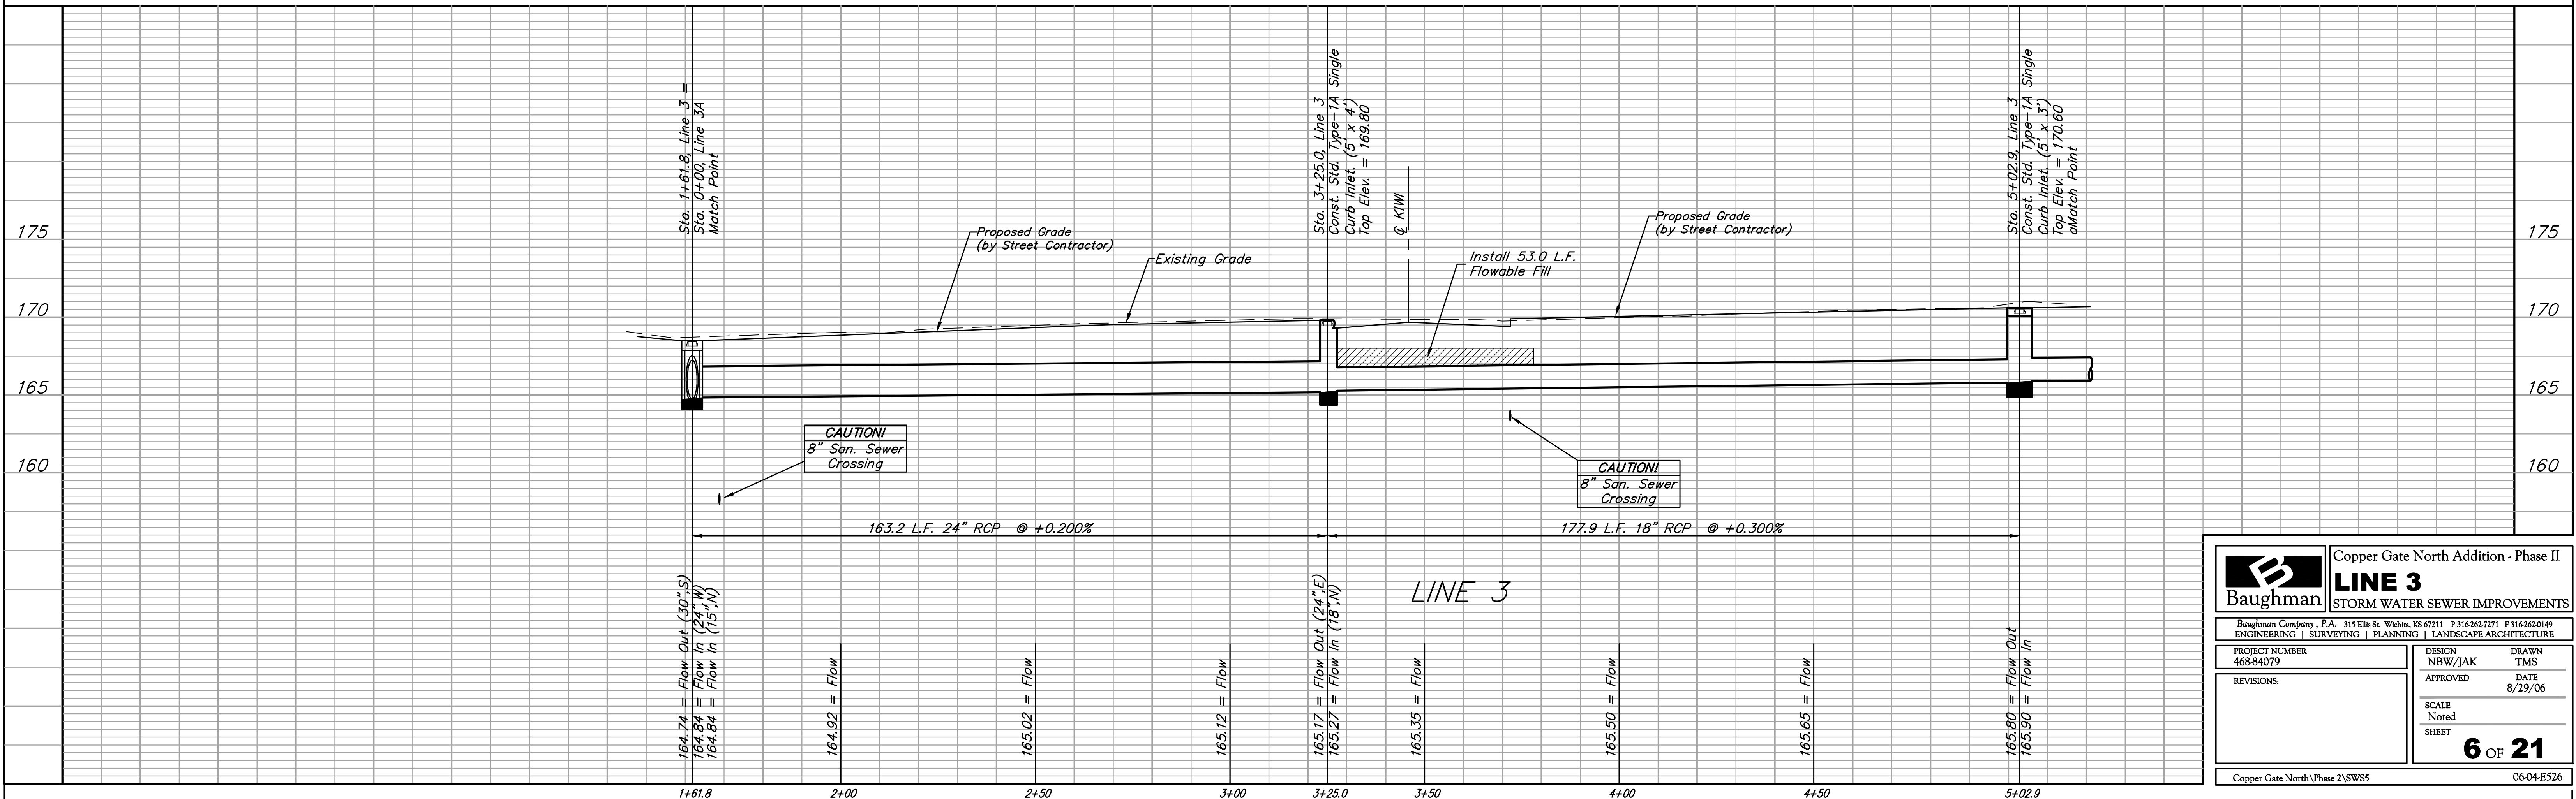 Sta. 1+61.8, Line 3 =
Sta. 0+00, Line 3A
Match Point
Sta. 3+25.0, Line 3
Const. Std. Type-1A Single
Curb Inlet. (5' x 4')
Top Elev. = 169.80
℄ KIWI
Sta. 5+02.9, Line 3
Const. Std. Type-1A Single
Curb Inlet. (5' x 3')
Top Elev. = 170.60
aMatch Point
175
170
165
160
175
170
165
160
Proposed Grade
(by Street Contractor)
Existing Grade
Install 53.0 L.F.
Flowable Fill
Proposed Grade
(by Street Contractor)
CAUTION!
8" San. Sewer
Crossing
CAUTION!
8" San. Sewer
Crossing
163.2 L.F. 24" RCP @ +0.200%
177.9 L.F. 18" RCP @ +0.300%
LINE 3
164.74 = Flow Out (30",S)
164.84 = Flow In (24",W)
164.84 = Flow In (15",N)
164.92 = Flow
165.02 = Flow
165.12 = Flow
165.17 = Flow Out (24",E)
165.27 = Flow In (18",N)
165.35 = Flow
165.50 = Flow
165.65 = Flow
165.80 = Flow Out
165.90 = Flow In
1+61.8
2+00
2+50
3+00
3+25.0
3+50
4+00
4+50
5+02.9
B
Baughman
Copper Gate North Addition - Phase II
LINE 3
STORM WATER SEWER IMPROVEMENTS
Baughman Company, P.A. 315 Ellis St. Wichita, KS 67211 P 316-262-7271 F 316-262-0149
ENGINEERING | SURVEYING | PLANNING | LANDSCAPE ARCHITECTURE
PROJECT NUMBER
468-84079
REVISIONS:
DESIGN
NBW/JAK
DRAWN
TMS
APPROVED
DATE
8/29/06
SCALE
Noted
SHEET
6 OF 21
Copper Gate North\Phase 2\SWS5
06-04-E526